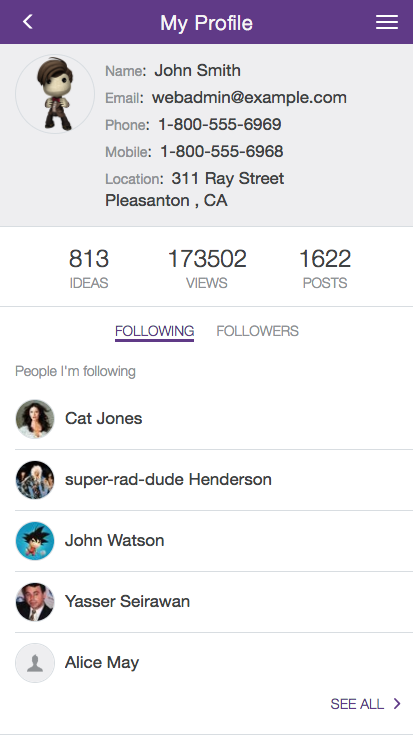 My Profile
Name: John Smith
Email: webadmin@example.com
Phone: 1-800-555-6969
Mobile: 1-800-555-6968
Location: 311 Ray Street
Pleasanton , CA
813 173502 1622
IDEAS VIEWS POSTS
FOLLOWING FOLLOWERS
People I'm following
Cat Jones
super-rad-dude Henderson
John Watson
Yasser Seirawan
Alice May
SEE ALL